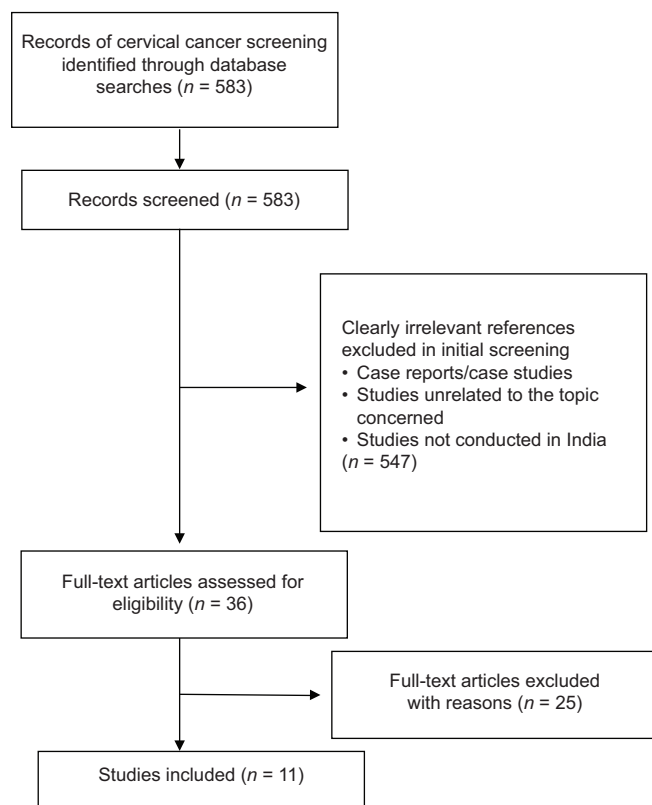 Records of cervical cancer screening
identified through database
searches (n = 583)
Records screened (n = 583)
Clearly irrelevant references
excluded in initial screening
• Case reports/case studies
• Studies unrelated to the topic
concerned
• Studies not conducted in India
(n = 547)
Full-text articles assessed for
eligibility (n = 36)
Full-text articles excluded
with reasons (n = 25)
Studies included (n = 11)